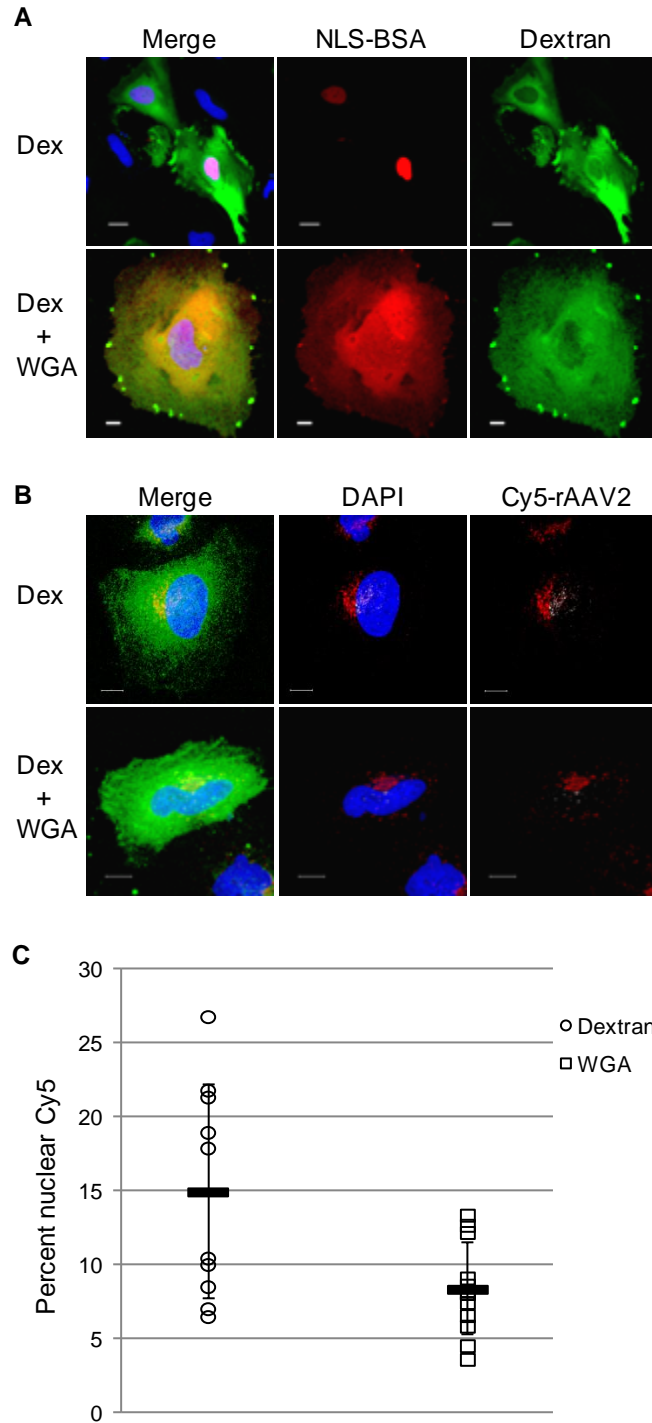 A
Merge NLS-BSA Dextran
Dex
Dex
+
WGA
B
Merge DAPI Cy5-rAAV2
Dex
Dex
+
WGA
C
30
25
20
15
10
5
0
Percent nuclear Cy5
Dextran
WGA